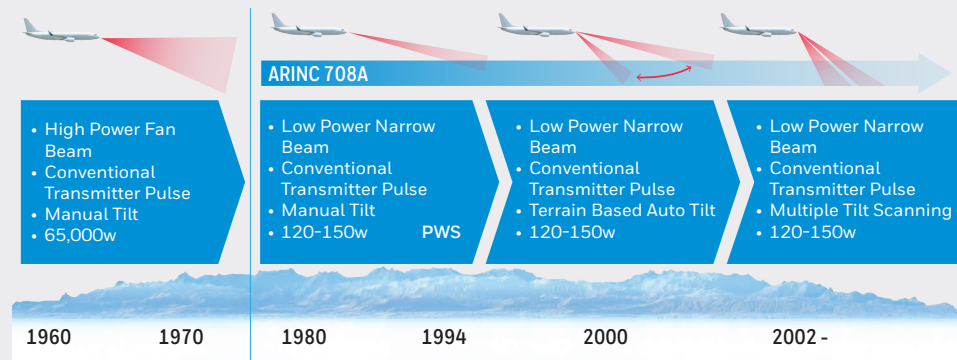 ARINC 708A
• High Power Fan
Beam
• Conventional
Transmitter Pulse
• Manual Tilt
• 65,000w
• Low Power Narrow
Beam
• Conventional
Transmitter Pulse
• Manual Tilt
• 120-150w PWS
• Low Power Narrow
Beam
• Conventional
Transmitter Pulse
• Terrain Based Auto Tilt
• 120-150w
• Low Power Narrow
Beam
• Conventional
Transmitter Pulse
• Multiple Tilt Scanning
• 120-150w
1960 1970 1980 1994 2000 2002 -